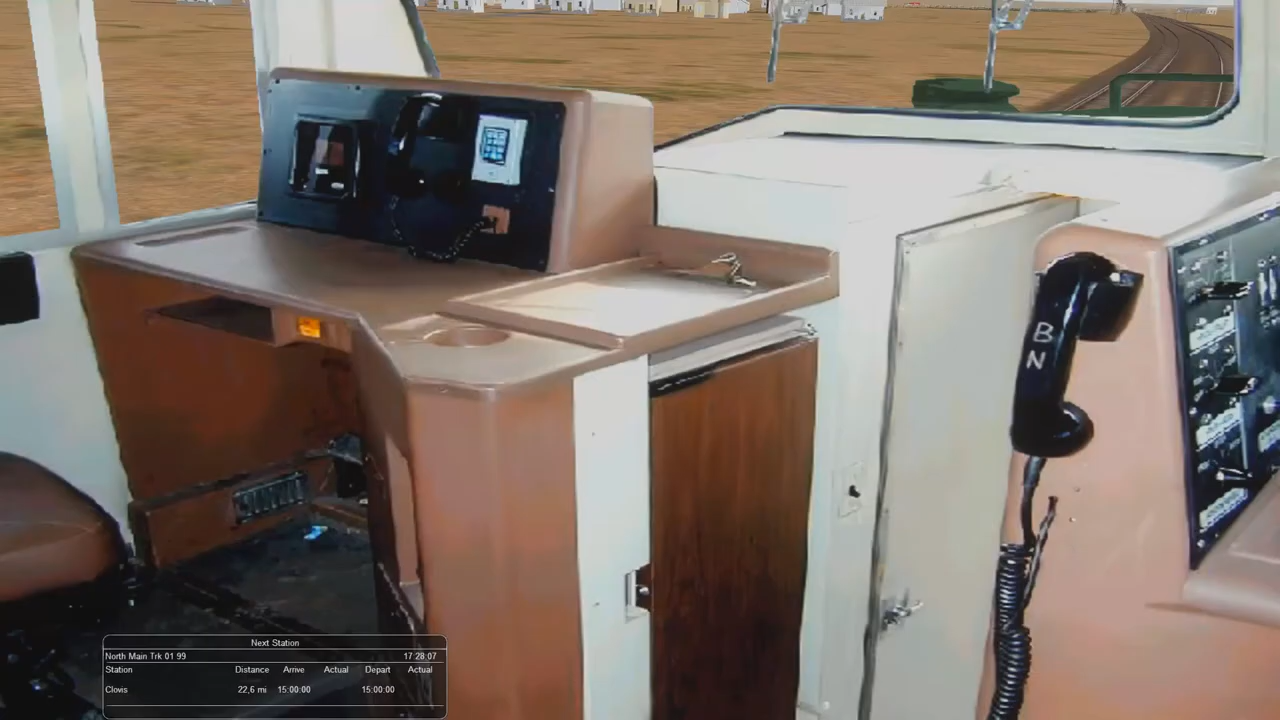 B
N
Next Station
North Main Trk 01 99 17:28:07
Station Distance Arrive Actual Depart Actual
Clovis 22,6 mi 15:00:00 15:00:00